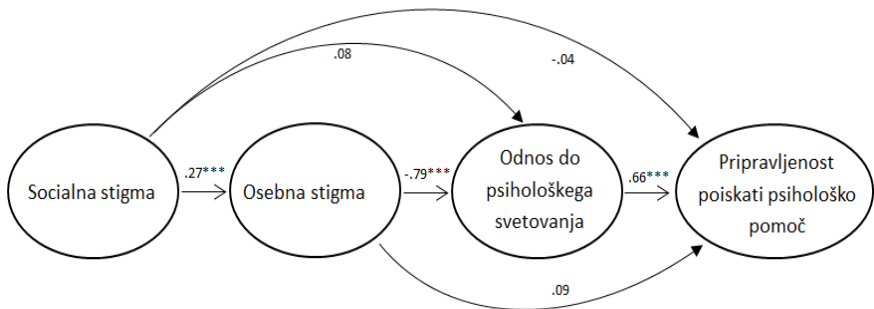 .08
-.04
Socialna stigma
.27***
Osebna stigma
-.79***
Odnos do
psihološkega
svetovanja
.66***
Pripravljenost
poiskati psihološko
pomoč
.09